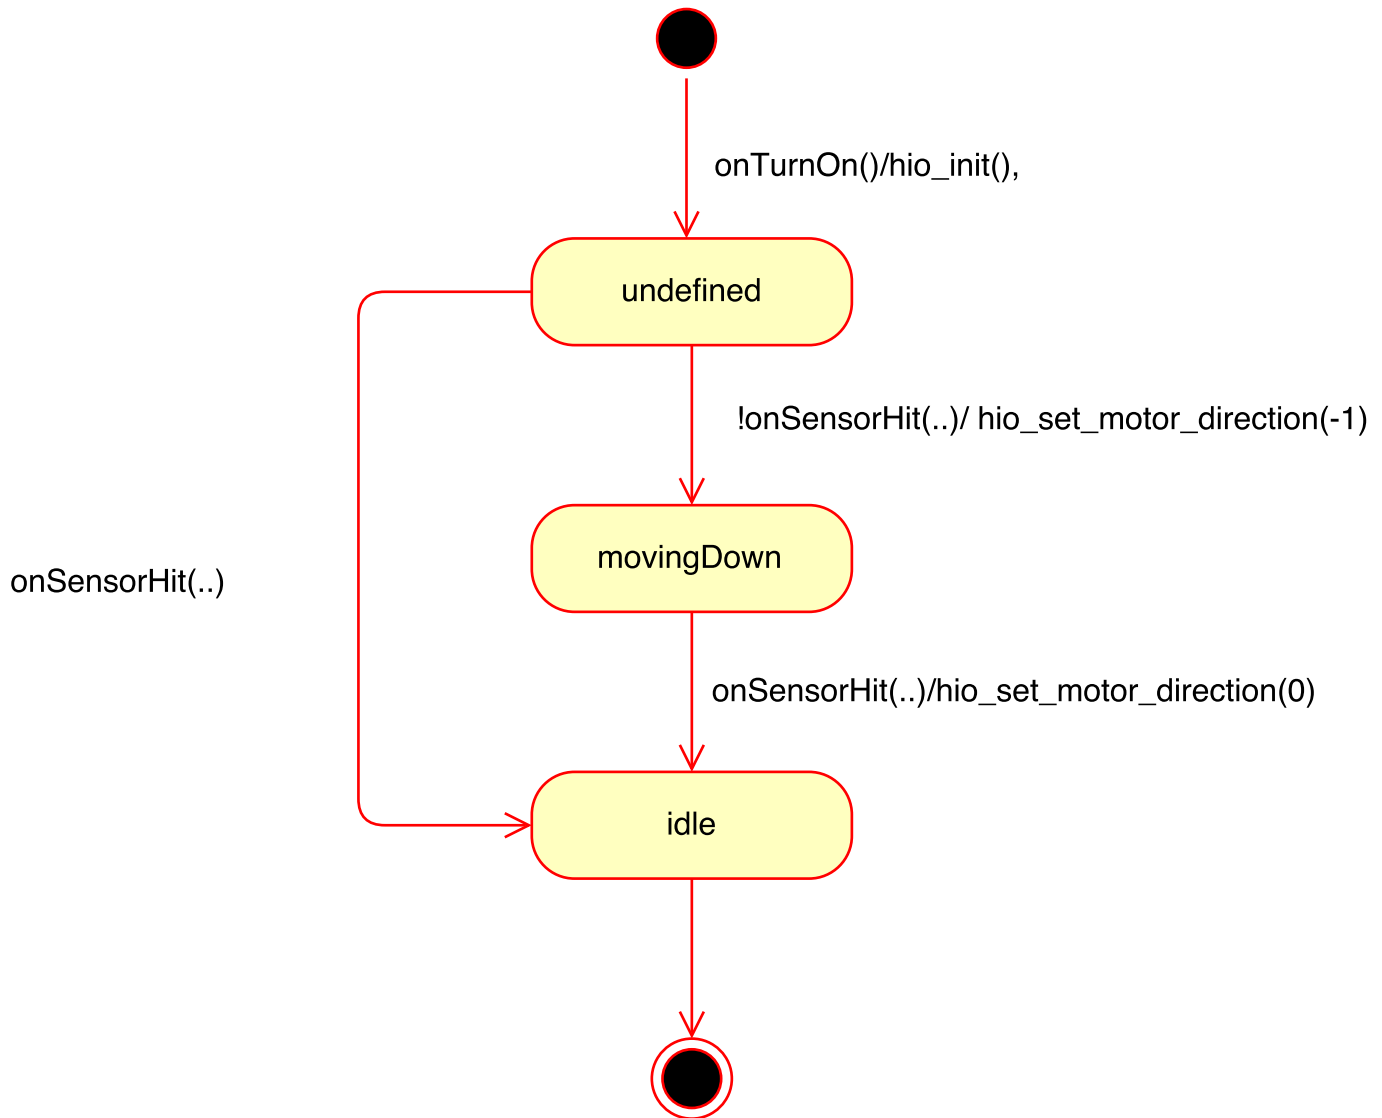 onTurnOn()/hio_init(),
undefined
!onSensorHit(..)/ hio_set_motor_direction(-1)
movingDown
onSensorHit(..)
onSensorHit(..)/hio_set_motor_direction(0)
idle